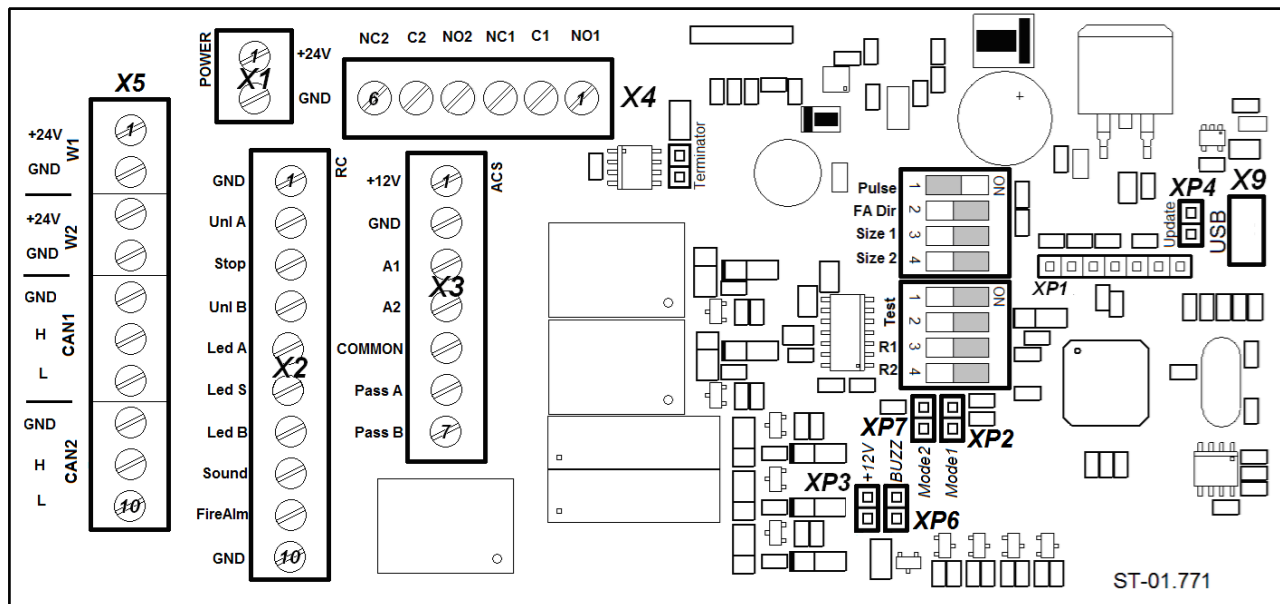 X5
1
+24V
GND
W1
+24V
GND
W2
GND
H
L
CAN1
GND
H
L
CAN2
10
POWER
X1
1
+24V
GND
NC2 C2 NO2 NC1 C1 NO1
6 1
X4
RC
X2
1
GND
Unl A
Stop
Unl B
Led A
Led S
Led B
Sound
FireAlm
GND
10
ACS
X3
1
+12V
GND
A1
A2
COMMON
Pass A
Pass B
7
Terminator
+
ON
Pulse 1
FA Dir 2
Size 1 3
Size 2 4
ON
Test
1
2
R1 3
R2 4
XP4
Update
X9
USB
XP1
XP7
Mode2
XP2
Mode1
XP3
+12V
BUZZ
XP6
ST-01.771